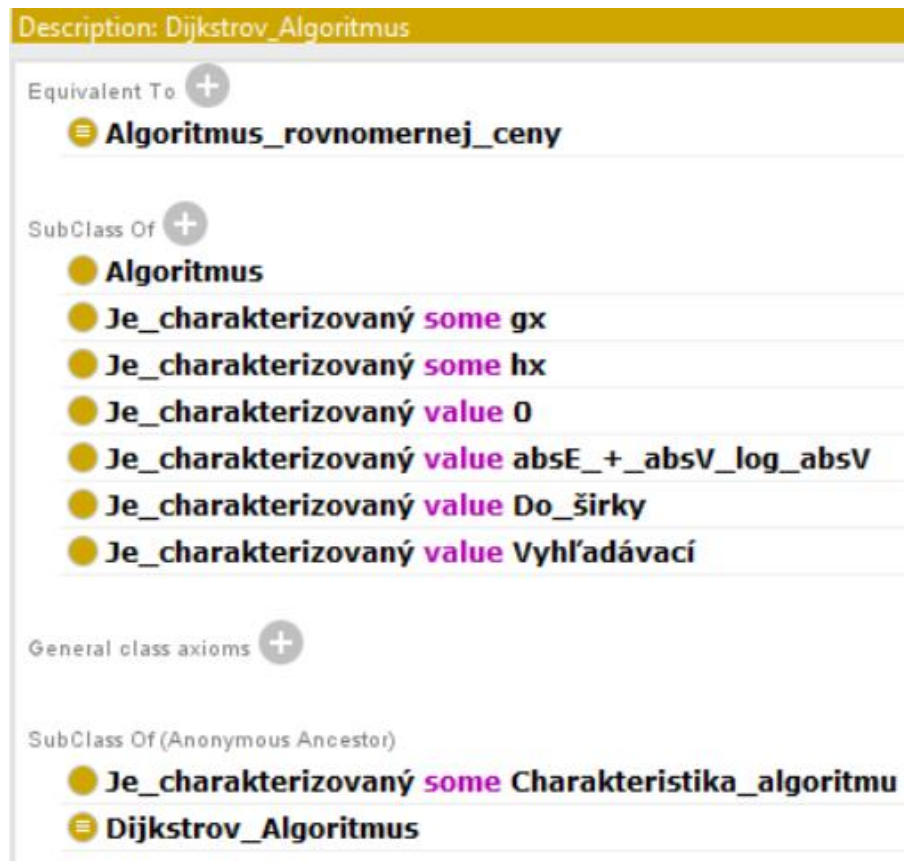 Description: Dijkstrov_Algoritmus
Equivalent To
Algoritmus_rovnomernej_ceny
SubClass Of
Algoritmus
Je_charakterizovaný some gx
Je_charakterizovaný some hx
Je_charakterizovaný value 0
Je_charakterizovaný value absE_+_absV_log_absV
Je_charakterizovaný value Do_širky
Je_charakterizovaný value Vyhľadávací
General class axioms
SubClass Of (Anonymous Ancestor)
Je_charakterizovaný some Charakteristika_algoritmu
Dijkstrov_Algoritmus